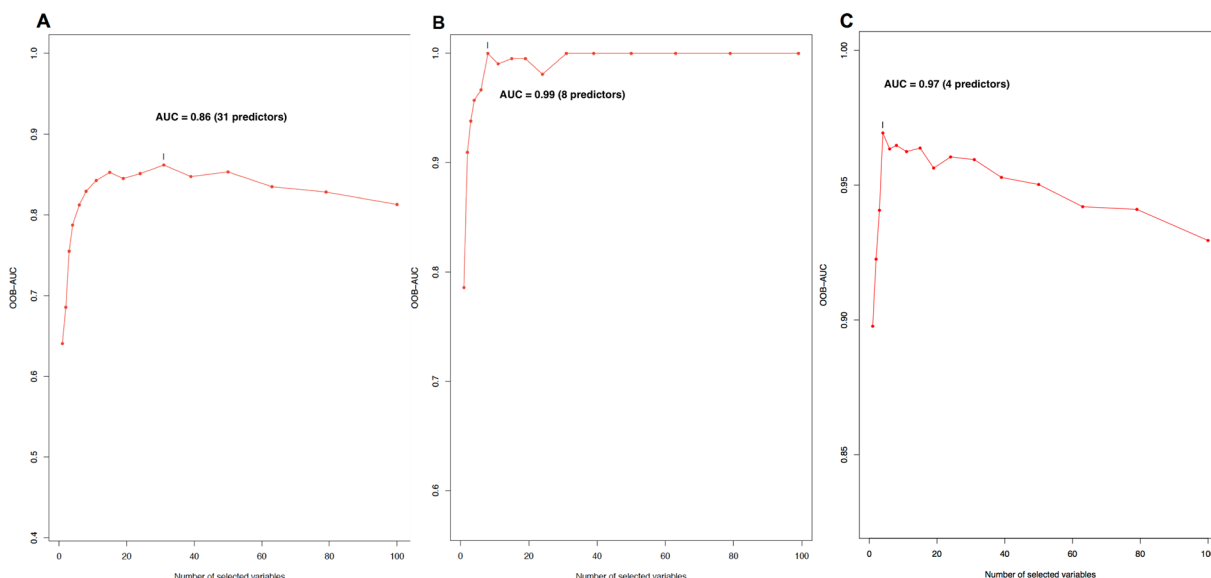 A
AUC = 0.86 (31 predictors)
1.0
0.9
0.8
0.7
0.6
0.5
0.4
OOB−AUC
0 20 40 60 80 100
Number of selected variables
B
AUC = 0.99 (8 predictors)
1.0
0.9
0.8
0.7
0.6
OOB−AUC
0 20 40 60 80 100
Number of selected variables
C
AUC = 0.97 (4 predictors)
1.00
0.95
0.90
0.85
OOB−AUC
0 20 40 60 80 100
Number of selected variables